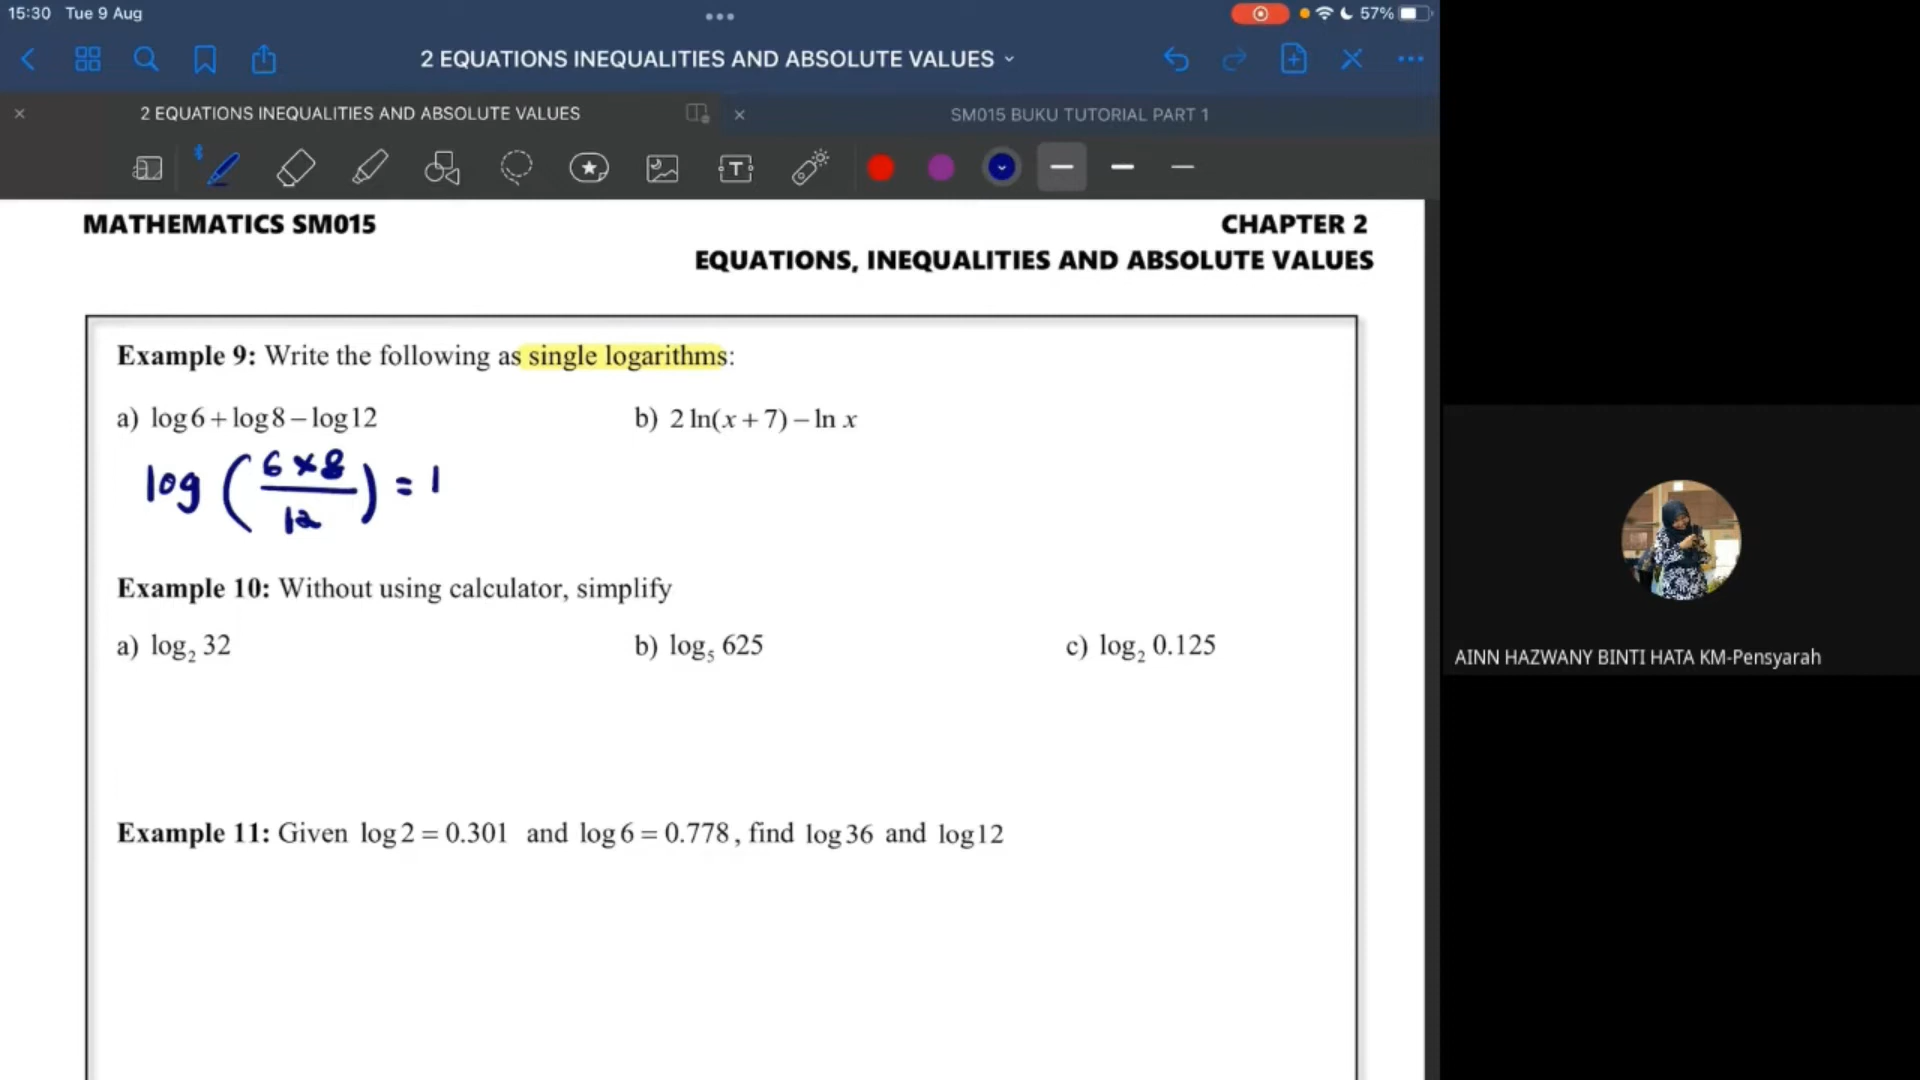 15:30 Tue 9 Aug
57%
2 EQUATIONS INEQUALITIES AND ABSOLUTE VALUES
2 EQUATIONS INEQUALITIES AND ABSOLUTE VALUES
SM015 BUKU TUTORIAL PART 1
MATHEMATICS SM015 CHAPTER 2
EQUATIONS, INEQUALITIES AND ABSOLUTE VALUES
Example 9: Write the following as single logarithms:
a) log 6 + log 8 – log 12 b) 2 ln(x + 7) – ln x
log (6 × 8 / 12) = 1
Example 10: Without using calculator, simplify
a) log₂ 32 b) log₅ 625 c) log₂ 0.125
Example 11: Given log 2 = 0.301 and log 6 = 0.778 , find log 36 and log 12
AINN HAZWANY BINTI HATA KM-Pensyarah